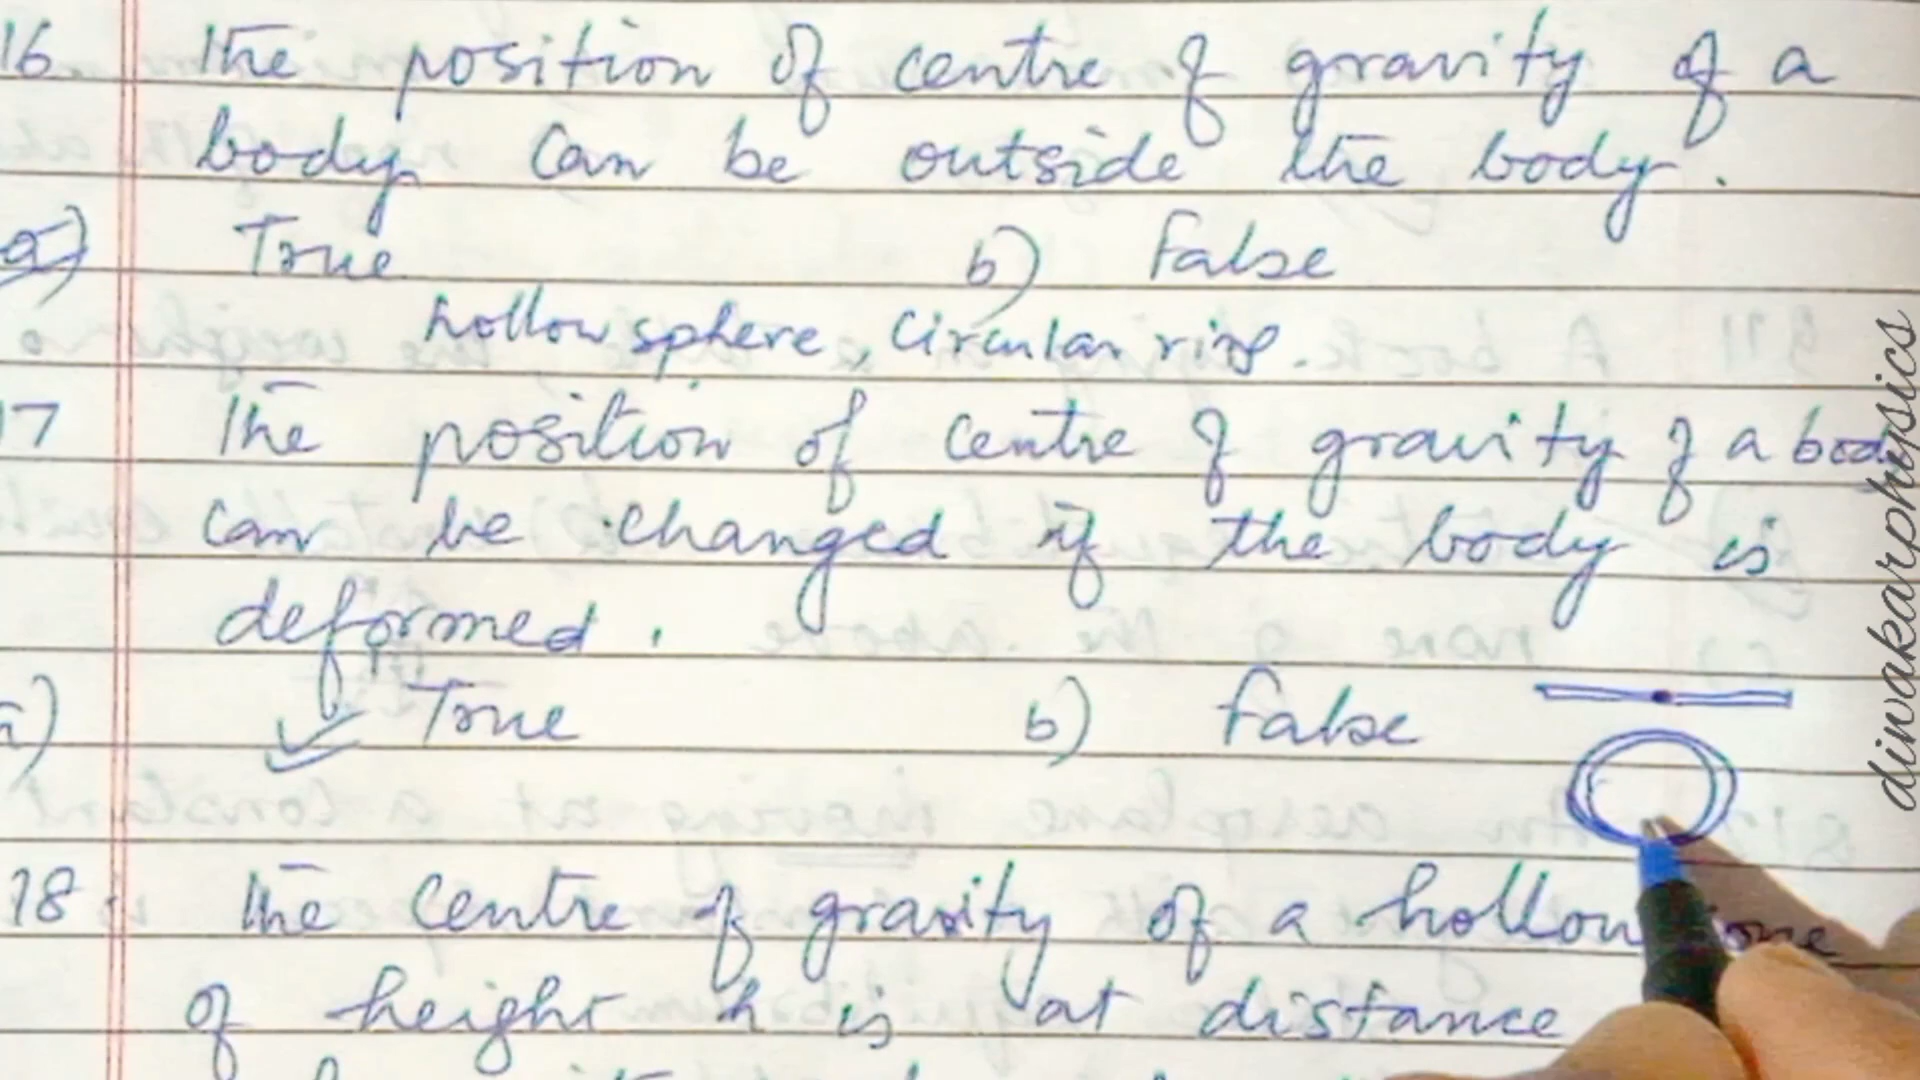 16 The position of centre of gravity of a
body can be outside the body.
a) True b) False
hollow sphere, circular ring.
17 The position of centre of gravity of a body
can be changed if the body is
deformed.
a) True b) False
18 The centre of gravity of a hollow cone
of height h is at distance
diwakarphysics